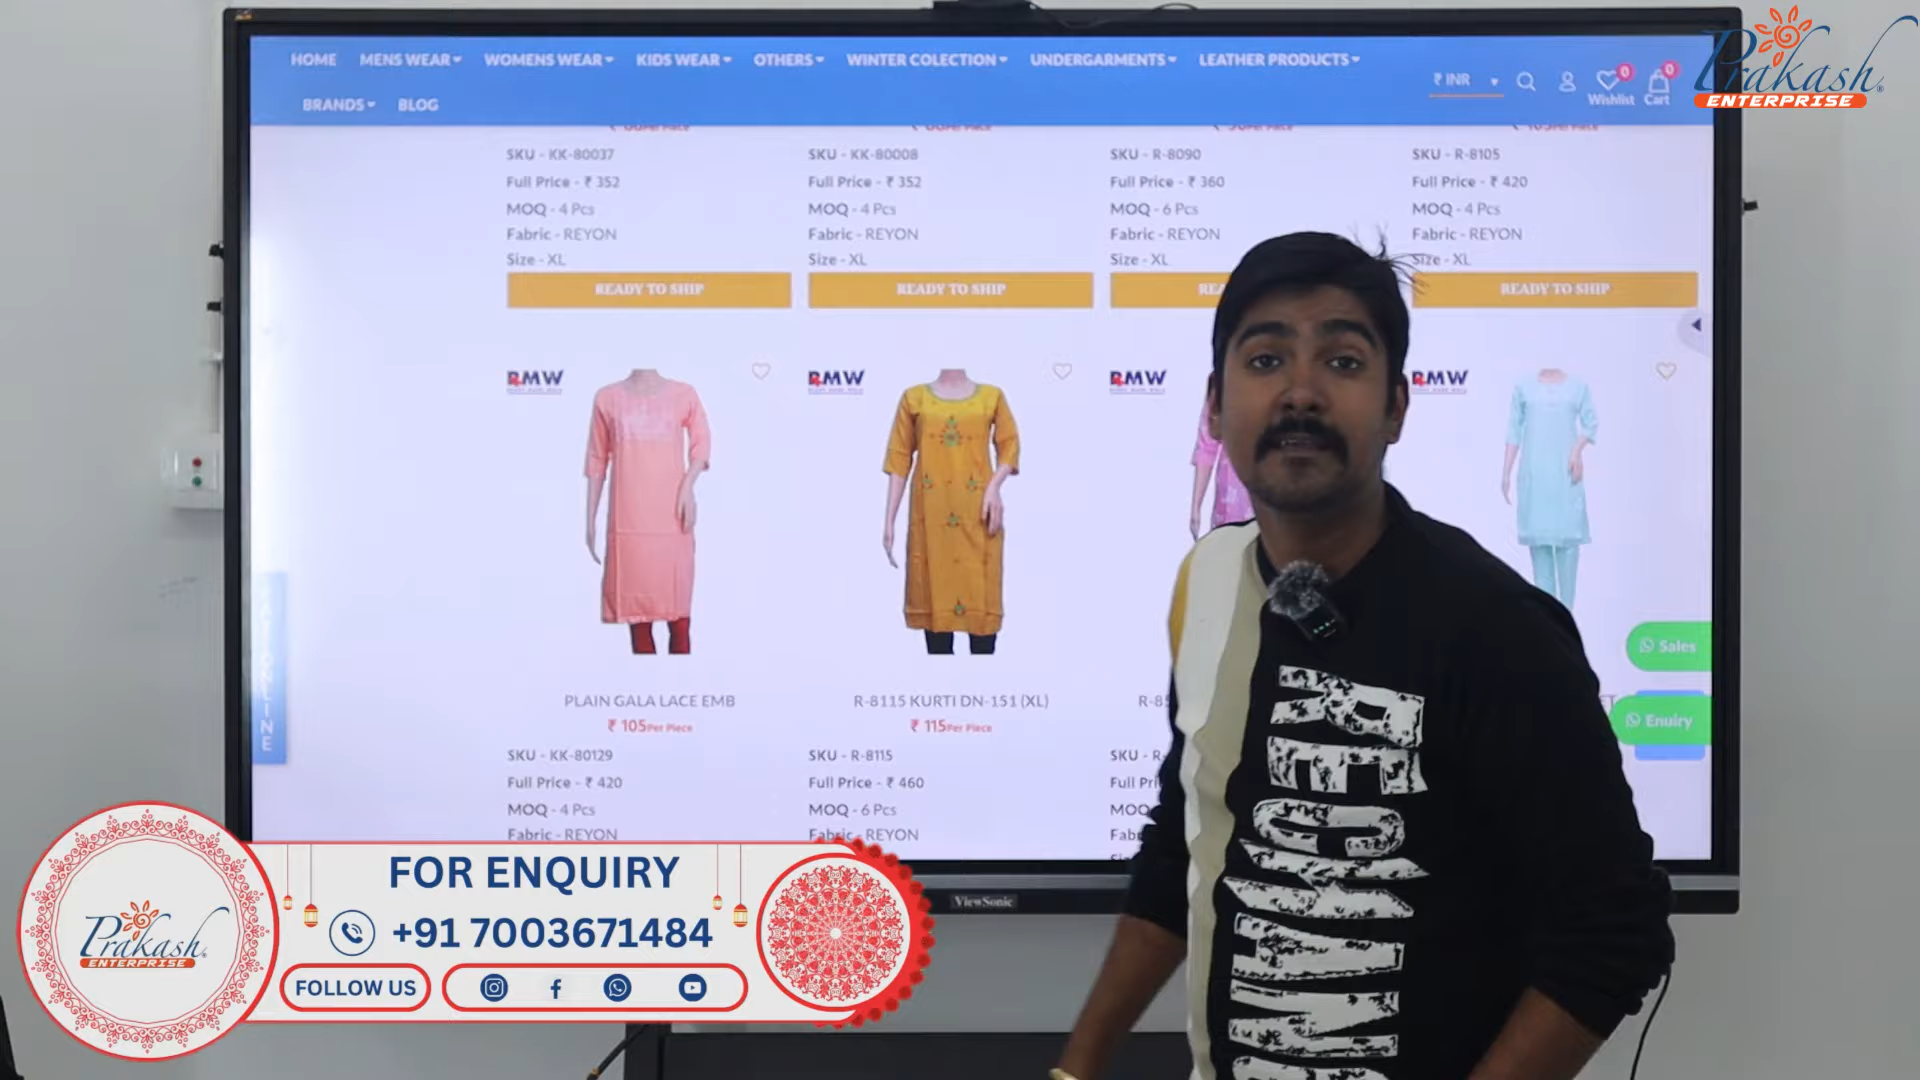 HOME MENS WEAR WOMENS WEAR KIDS WEAR OTHERS WINTER COLECTION UNDERGARMENTS LEATHER PRODUCTS
BRANDS BLOG
₹ INR
0 0
Wishlist Cart
Prakash®
ENTERPRISE
SKU - KK-80037
Full Price - ₹ 352
MOQ - 4 Pcs
Fabric - REYON
Size - XL
READY TO SHIP
SKU - KK-80008
Full Price - ₹ 352
MOQ - 4 Pcs
Fabric - REYON
Size - XL
READY TO SHIP
SKU - R-8090
Full Price - ₹ 360
MOQ - 6 Pcs
Fabric - REYON
Size - XL
SKU - R-8105
Full Price - ₹ 420
MOQ - 4 Pcs
Fabric - REYON
Size - XL
READY TO SHIP
RMW
RMW
RMW
RMW
PLAIN GALA LACE EMB
₹ 105Per Piece
SKU - KK-80129
Full Price - ₹ 420
MOQ - 4 Pcs
Fabric - REYON
R-8115 KURTI DN-151 (XL)
₹ 115Per Piece
SKU - R-8115
Full Price - ₹ 460
MOQ - 6 Pcs
Fabric - REYON
SKU -
MOQ
Sales
Enuiry
ViewSonic
FOR ENQUIRY
+91 7003671484
FOLLOW US
Prakash®
ENTERPRISE